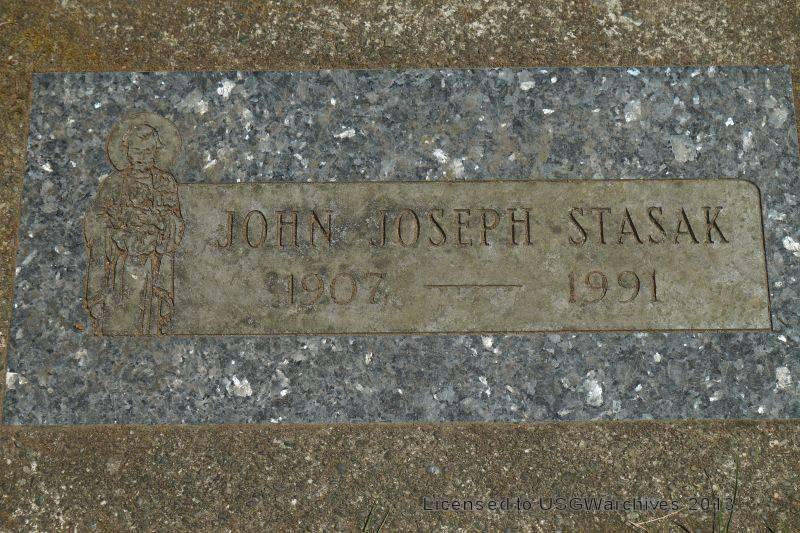 JOHN JOSEPH STASAK
1907 — 1991
Licensed to USGWarchives 2013